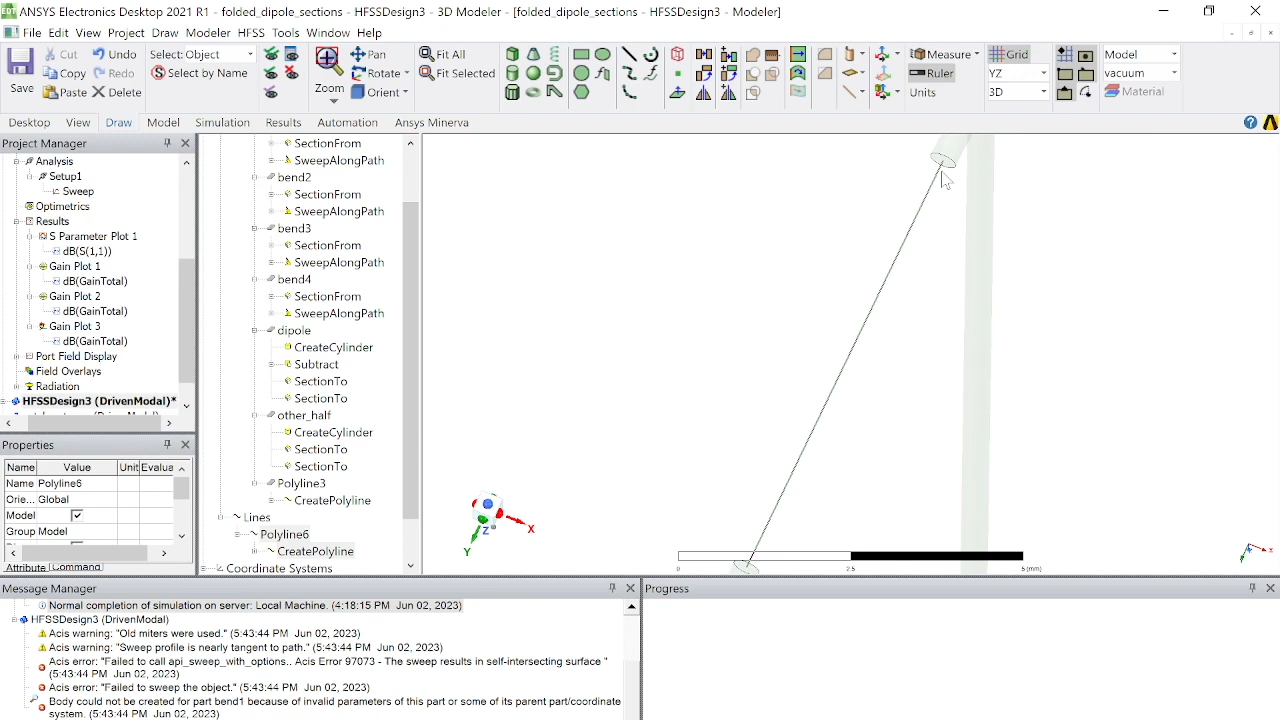 EDT ANSYS Electronics Desktop 2021 R1 - folded_dipole_sections - HFSSDesign3 - 3D Modeler - [folded_dipole_sections - HFSSDesign3 - Modeler]
File Edit View Project Draw Modeler HFSS Tools Window Help
Save Cut Copy Paste Undo Redo Delete Select: Object Select by Name Zoom Pan Rotate Orient Fit All Fit Selected Measure Ruler Units Grid YZ 3D Model vacuum Material
Desktop View Draw Model Simulation Results Automation Ansys Minerva
Project Manager
Analysis
Setup1
Sweep
Optimetrics
Results
S Parameter Plot 1
dB(S(1,1))
Gain Plot 1
dB(GainTotal)
Gain Plot 2
dB(GainTotal)
Gain Plot 3
dB(GainTotal)
Port Field Display
Field Overlays
Radiation
HFSSDesign3 (DrivenModal)*
Properties
Name Value Unit Evalua
Name Polyline6
Orie... Global
Model
Group Model
Attribute Command
SectionFrom
SweepAlongPath
bend2
SectionFrom
SweepAlongPath
bend3
SectionFrom
SweepAlongPath
bend4
SectionFrom
SweepAlongPath
dipole
CreateCylinder
Subtract
SectionTo
SectionTo
other_half
CreateCylinder
SectionTo
SectionTo
Polyline3
CreatePolyline
Lines
Polyline6
CreatePolyline
Coordinate Systems
Z X Y
0 2.5 5 (mm)
Message Manager
Normal completion of simulation on server: Local Machine. (4:18:15 PM Jun 02, 2023)
HFSSDesign3 (DrivenModal)
Acis warning: "Old miters were used." (5:43:44 PM Jun 02, 2023)
Acis warning: "Sweep profile is nearly tangent to path." (5:43:44 PM Jun 02, 2023)
Acis error: "Failed to call api_sweep_with_options.. Acis Error 97073 - The sweep results in self-intersecting surface "
(5:43:44 PM Jun 02, 2023)
Acis error: "Failed to sweep the object." (5:43:44 PM Jun 02, 2023)
Body could not be created for part bend1 because of invalid parameters of this part or some of its parent part/coordinate
system. (5:43:44 PM Jun 02, 2023)
Progress